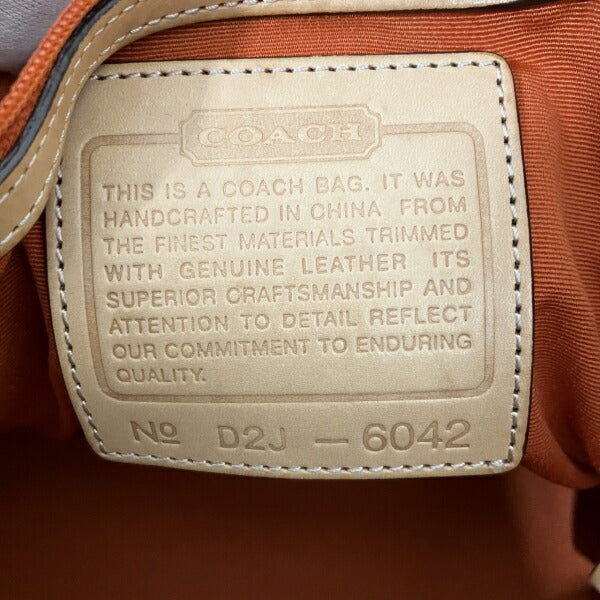 COACH
THIS IS A COACH BAG. IT WAS
HANDCRAFTED IN CHINA FROM
THE FINEST MATERIALS TRIMMED
WITH GENUINE LEATHER ITS
SUPERIOR CRAFTSMANSHIP AND
ATTENTION TO DETAIL REFLECT
OUR COMMITMENT TO ENDURING
QUALITY.
Nº D2J – 6042